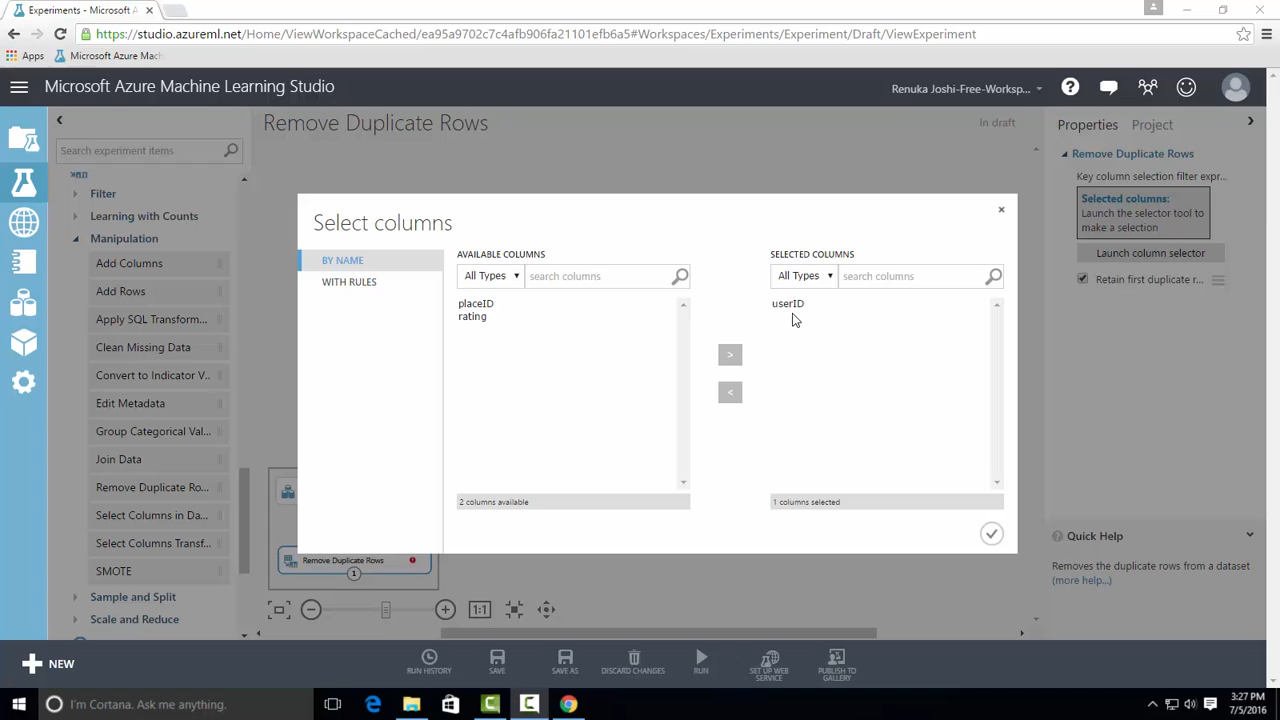 Experiments - Microsoft A
https://studio.azureml.net/Home/ViewWorkspaceCached/ea95a9702c7c4afb906fa21101efb6a5#Workspaces/Experiments/Experiment/Draft/ViewExperiment
Apps
Microsoft Azure Mac
Microsoft Azure Machine Learning Studio
Renuka Joshi-Free-Worksp...
Search experiment items
Filter
Learning with Counts
Manipulation
Add Columns
Add Rows
Apply SQL Transform...
Clean Missing Data
Convert to Indicator V...
Edit Metadata
Group Categorical Val...
Join Data
Remove Duplicate Ro...
Select Columns in Da...
Select Columns Transf...
SMOTE
Sample and Split
Scale and Reduce
Remove Duplicate Rows
In draft
Select columns
BY NAME
WITH RULES
AVAILABLE COLUMNS
All Types
search columns
placeID
rating
2 columns available
>
<
SELECTED COLUMNS
All Types
search columns
userID
1 columns selected
Remove Duplicate Rows
1
1:1
Properties
Project
Remove Duplicate Rows
Key column selection filter expr...
Selected columns:
Launch the selector tool to
make a selection
Launch column selector
Retain first duplicate r...
Quick Help
Removes the duplicate rows from a dataset
(more help...)
NEW
RUN HISTORY
SAVE
SAVE AS
DISCARD CHANGES
RUN
SET UP WEB
SERVICE
PUBLISH TO
GALLERY
I'm Cortana. Ask me anything.
3:27 PM
7/5/2016